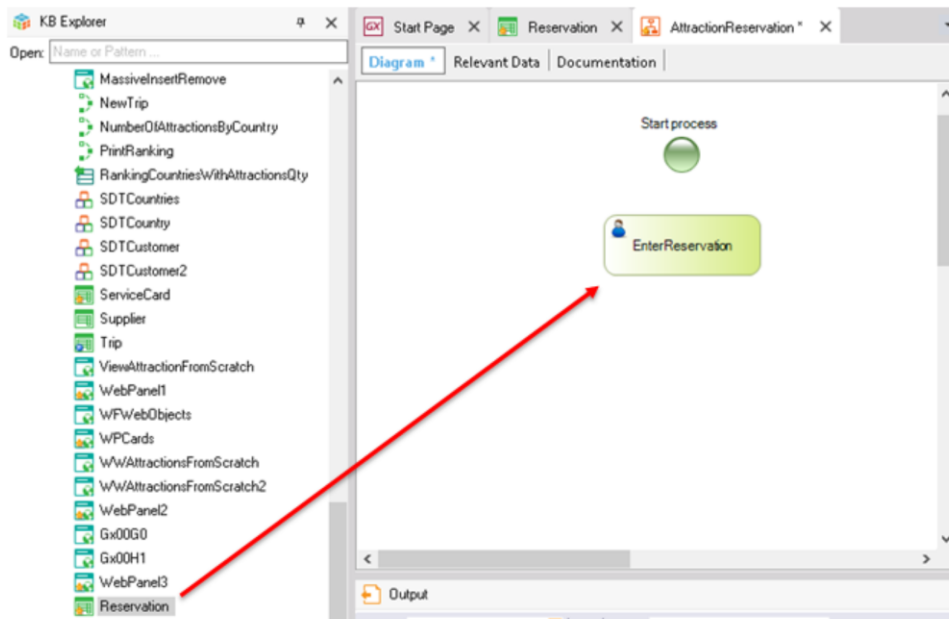 KB Explorer
Open: Name or Pattern ...
MassiveInsertRemove
NewTrip
NumberOfAttractionsByCountry
PrintRanking
RankingCountriesWithAttractionsQty
SDTCountries
SDTCountry
SDTCustomer
SDTCustomer2
ServiceCard
Supplier
Trip
ViewAttractionFromScratch
WebPanel1
WFWebObjects
WPCards
WWAttractionsFromScratch
WWAttractionsFromScratch2
WebPanel2
Gx00G0
Gx00H1
WebPanel3
Reservation
GX Start Page Reservation AttractionReservation *
Diagram * Relevant Data Documentation
Start process
EnterReservation
Output